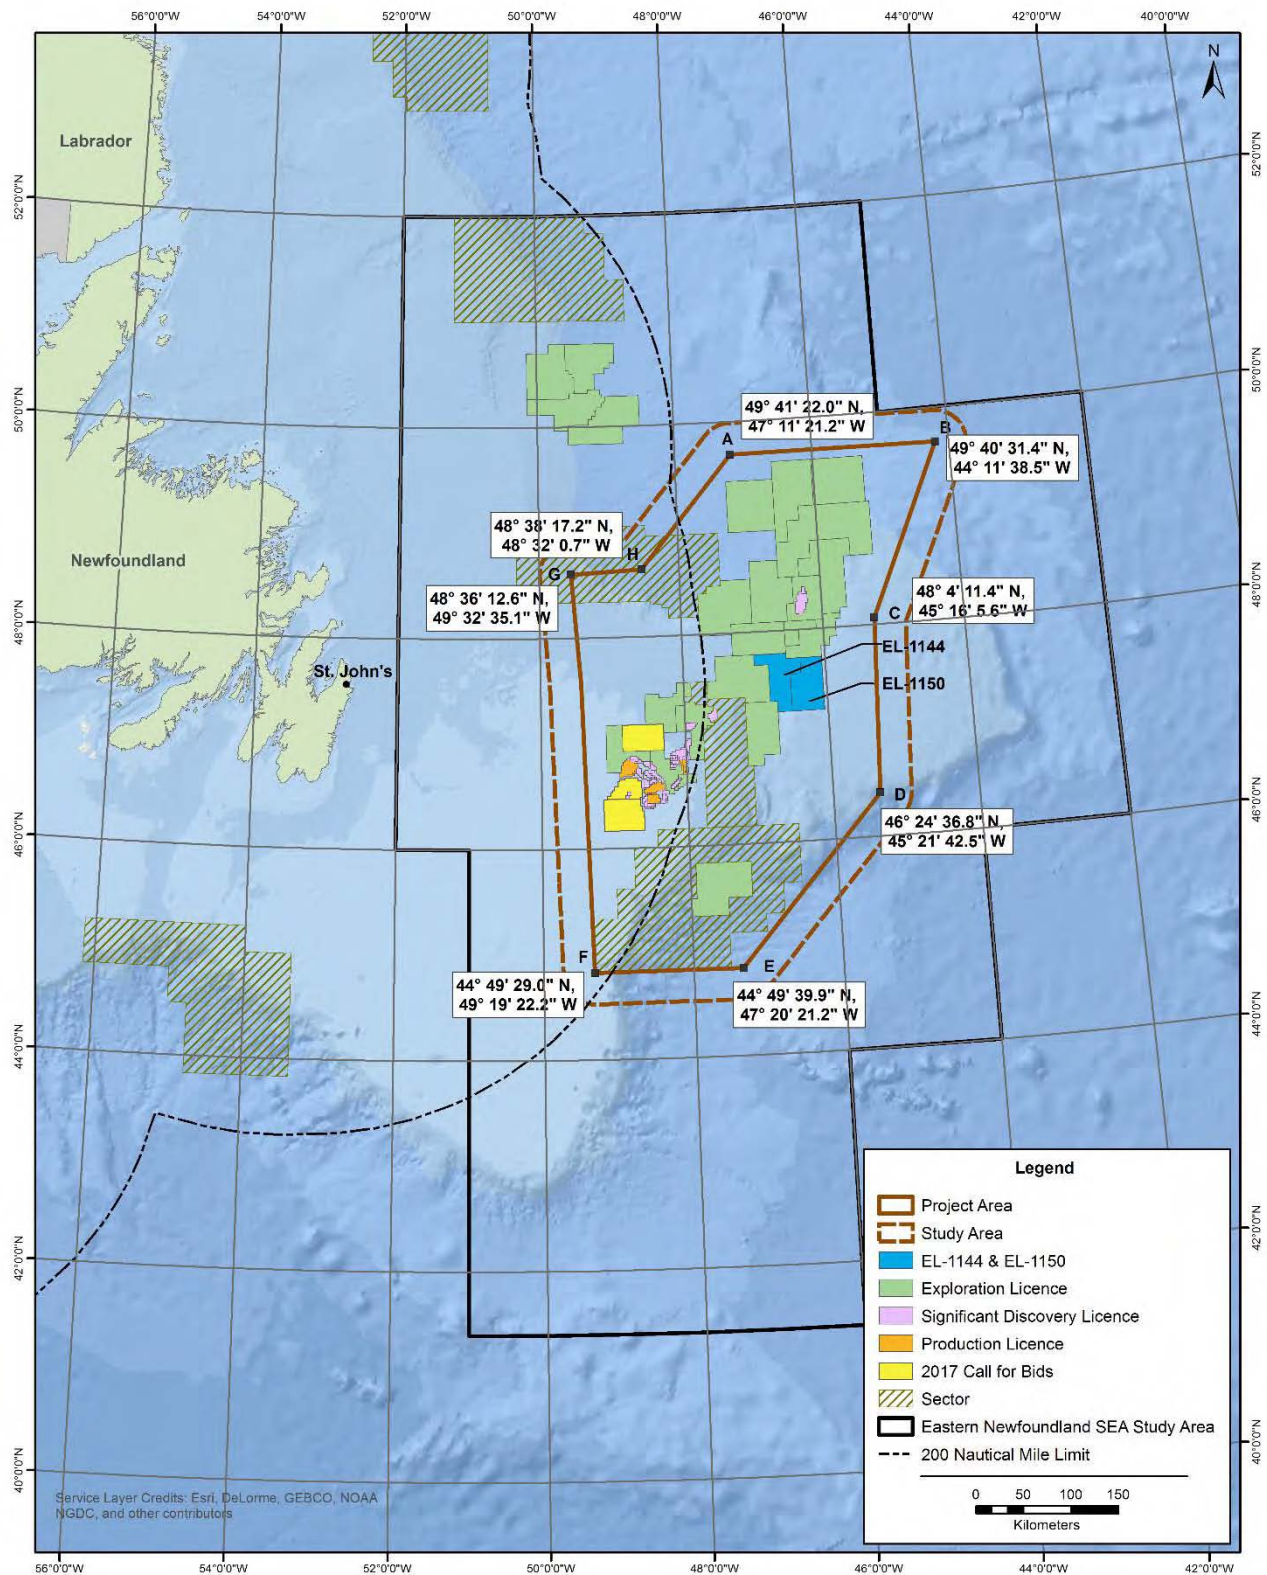 56°0'0"W 54°0'0"W 52°0'0"W 50°0'0"W 48°0'0"W 46°0'0"W 44°0'0"W 42°0'0"W 40°0'0"W
N
Labrador
52°0'0"N
52°0'0"N
50°0'0"N
50°0'0"N
49° 41' 22.0" N,
47° 11' 21.2" W
A
B
49° 40' 31.4" N,
44° 11' 38.5" W
48° 38' 17.2" N,
48° 32' 0.7" W
H
Newfoundland
G
48° 36' 12.6" N,
49° 32' 35.1" W
48° 4' 11.4" N,
45° 16' 5.6" W
C
48°0'0"N
48°0'0"N
EL-1144
EL-1150
St. John's
D
46° 24' 36.8" N,
45° 21' 42.5" W
46°0'0"N
46°0'0"N
F
E
44° 49' 29.0" N,
49° 19' 22.2" W
44° 49' 39.9" N,
47° 20' 21.2" W
44°0'0"N
44°0'0"N
42°0'0"N
42°0'0"N
40°0'0"N
40°0'0"N
Legend
Project Area
Study Area
EL-1144 & EL-1150
Exploration Licence
Significant Discovery Licence
Production Licence
2017 Call for Bids
Sector
Eastern Newfoundland SEA Study Area
200 Nautical Mile Limit
0 50 100 150
Kilometers
Service Layer Credits: Esri, DeLorme, GEBCO, NOAA
NGDC, and other contributors
56°0'0"W 54°0'0"W 52°0'0"W 50°0'0"W 48°0'0"W 46°0'0"W 44°0'0"W 42°0'0"W